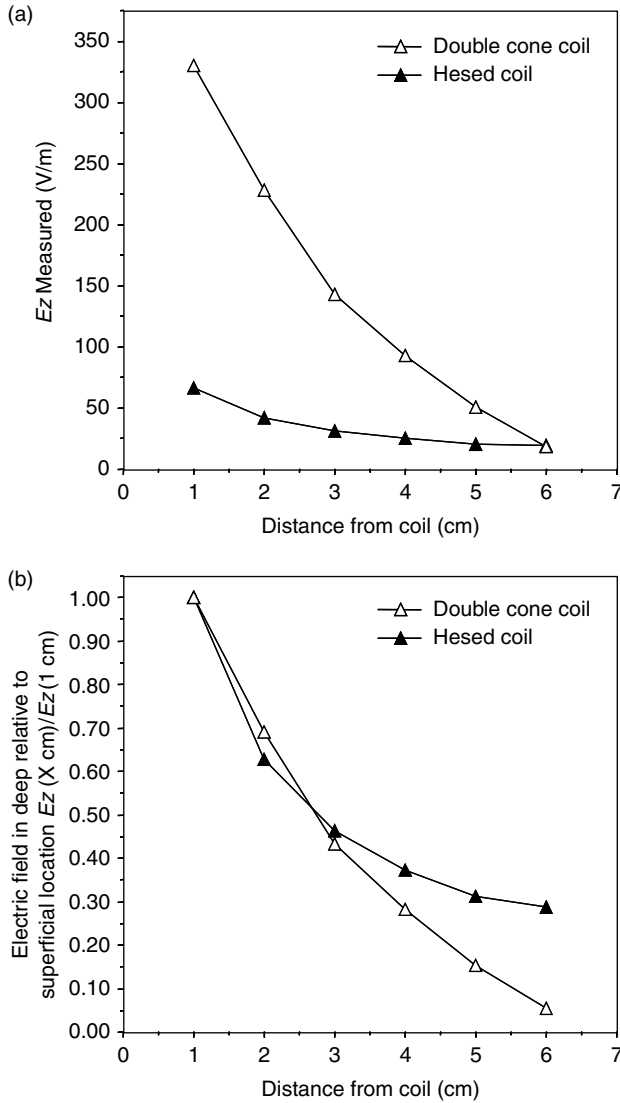 (a)
350
300
250
200
150
100
50
0
Ez Measured (V/m)
Double cone coil
Hesed coil
0 1 2 3 4 5 6 7
Distance from coil (cm)
(b)
1.00
0.90
0.80
0.70
0.60
0.50
0.40
0.30
0.20
0.10
0.00
Electric field in deep relative to
superficial location Ez (X cm)/Ez (1 cm)
Double cone coil
Hesed coil
0 1 2 3 4 5 6 7
Distance from coil (cm)